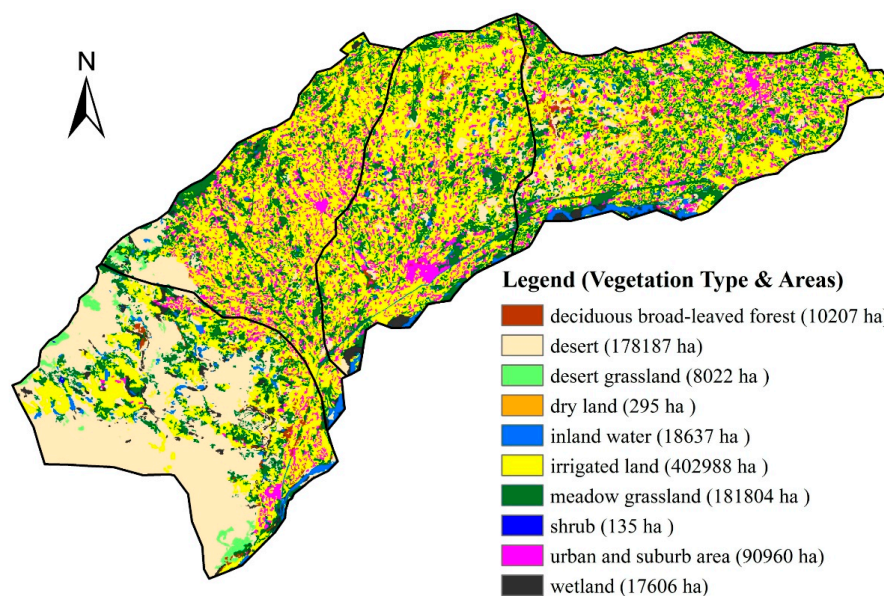 N
Legend (Vegetation Type & Areas)
deciduous broad-leaved forest (10207 ha)
desert (178187 ha)
desert grassland (8022 ha )
dry land (295 ha)
inland water (18637 ha )
irrigated land (402988 ha )
meadow grassland (181804 ha )
shrub (135 ha )
urban and suburb area (90960 ha )
wetland (17606 ha)